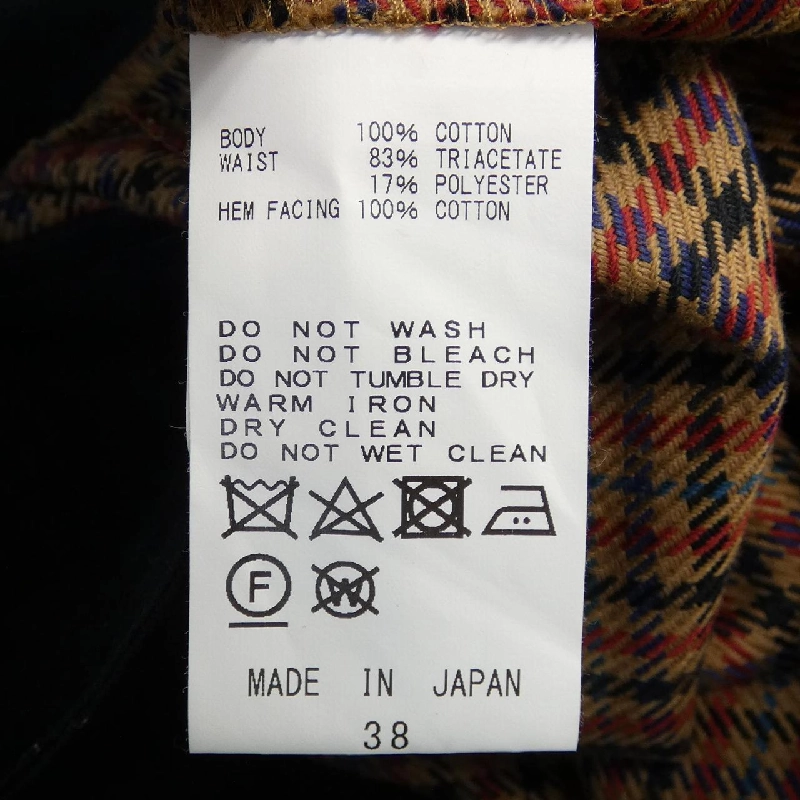 BODY 100% COTTON
WAIST 83% TRIACETATE
17% POLYESTER
HEM FACING 100% COTTON
DO NOT WASH
DO NOT BLEACH
DO NOT TUMBLE DRY
WARM IRON
DRY CLEAN
DO NOT WET CLEAN
F W
MADE IN JAPAN
38